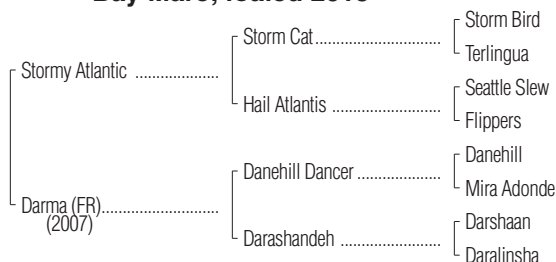 Bay Mare, foaled
Storm Bird
Storm Cat
Terlingua
Stormy Atlantic
Seattle Slew
Hail Atlantis
Flippers
Danehill
Danehill Dancer
Mira Adonde
Darma (FR)
(2007)
Darshaan
Darashandeh
Daralinsha